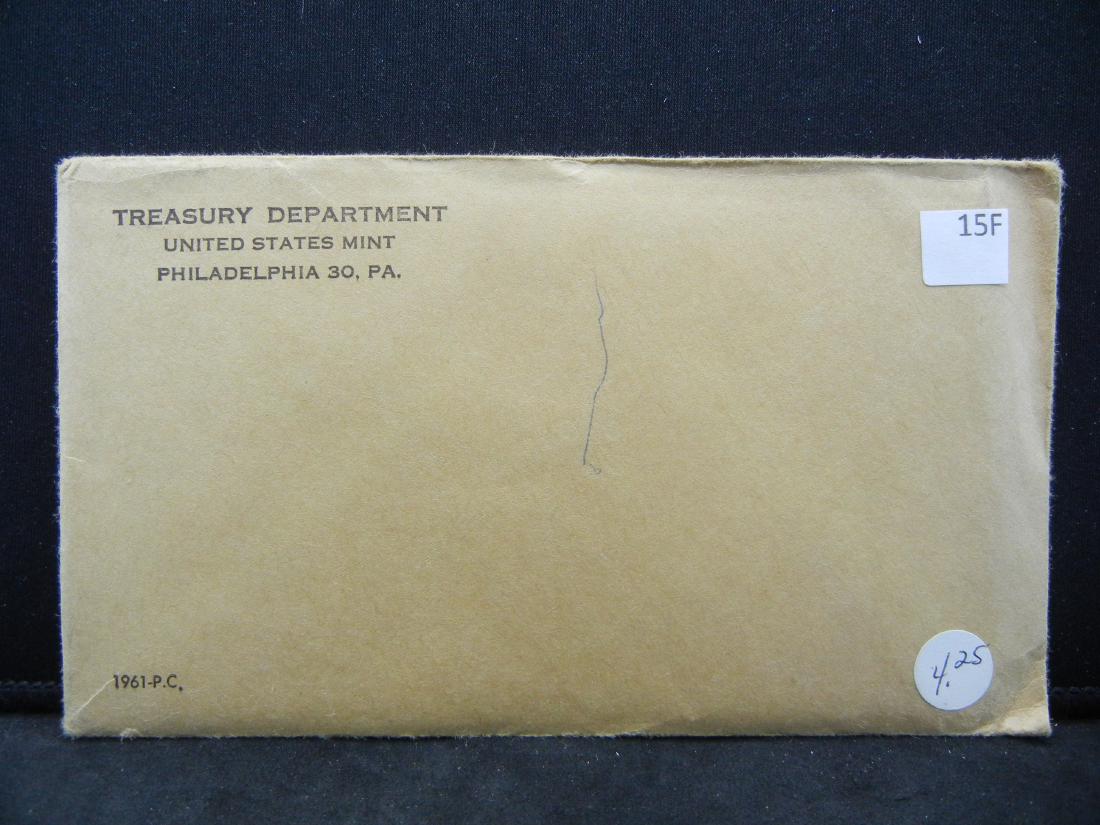 TREASURY DEPARTMENT
UNITED STATES MINT
PHILADELPHIA 30, PA.
15F
1961-P.C.
4.25